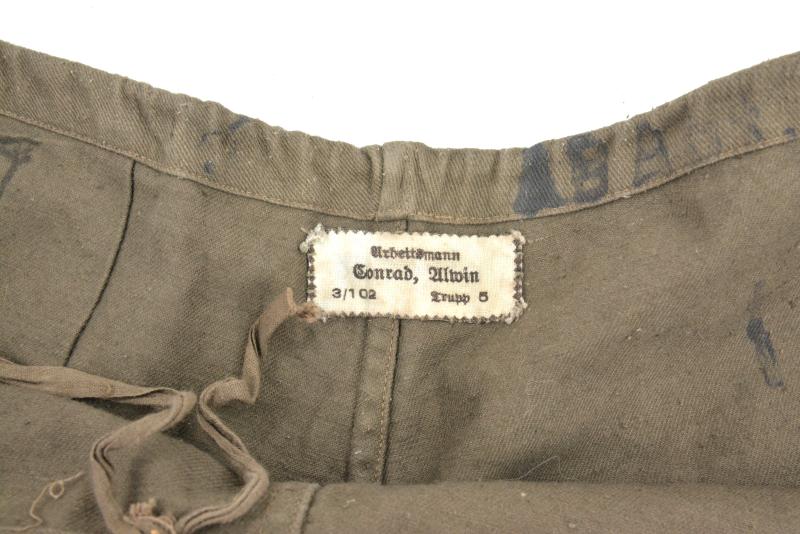 Arbeitsmann
Conrad, Alwin
3/102 Trupp 5